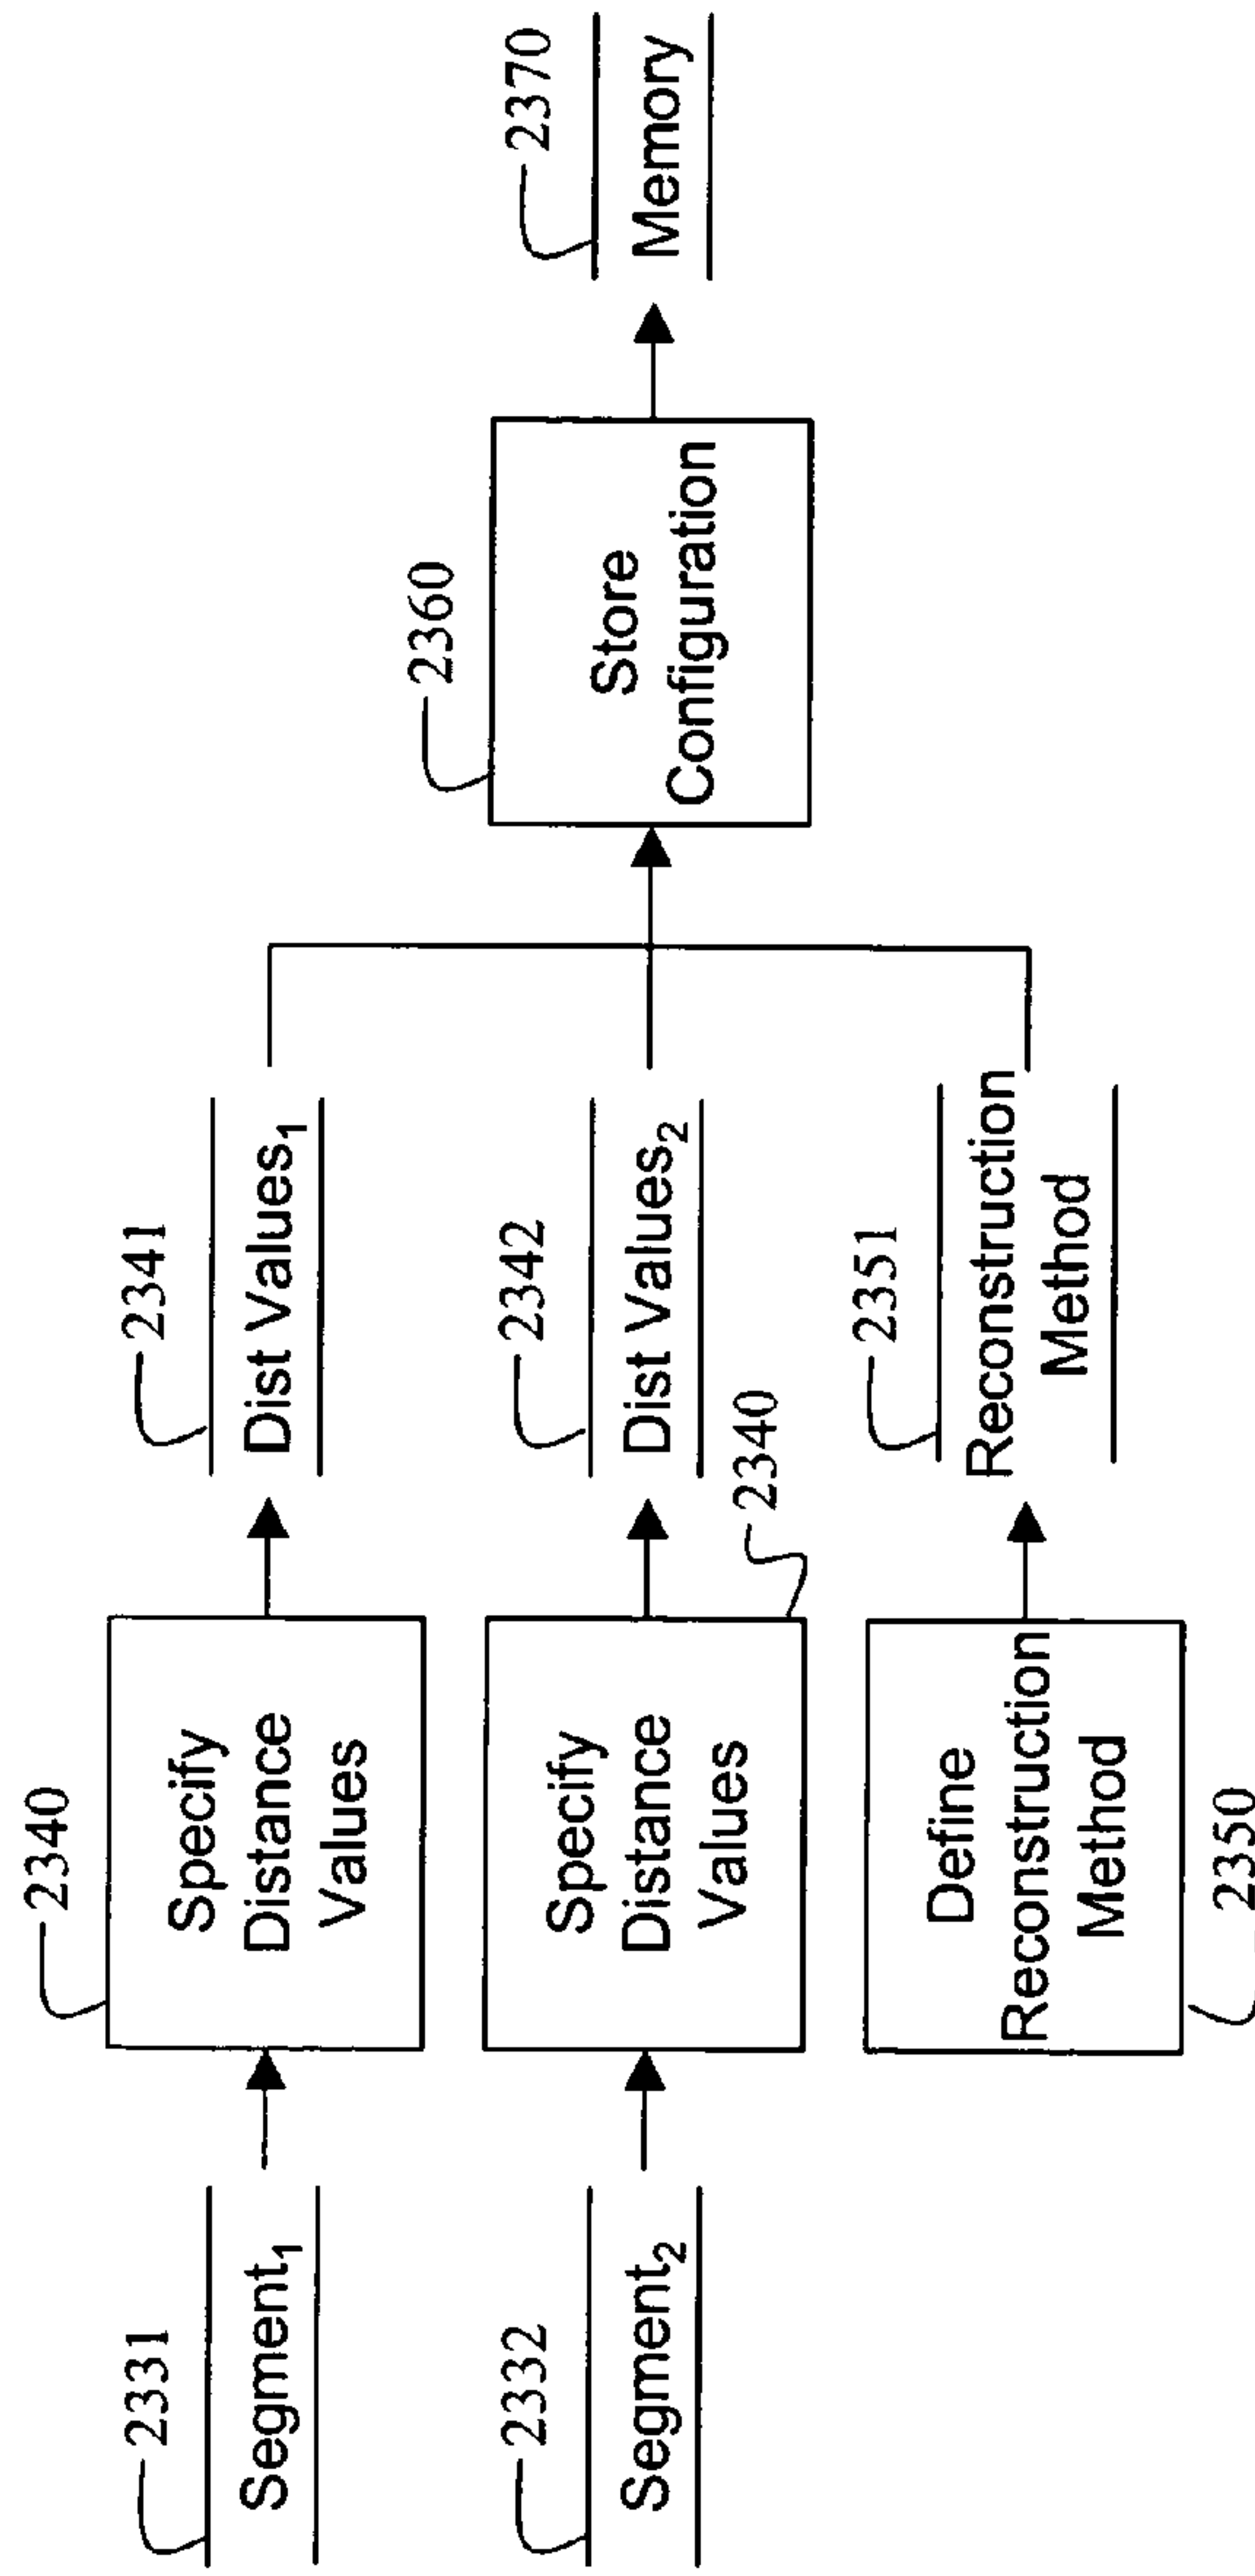 2331
Segment₁
2340
Specify
Distance
Values
2341
Dist Values₁
2332
Segment₂
Specify
Distance
Values
2340
2342
Dist Values₂
2350
Define
Reconstruction
Method
2351
Reconstruction
Method
2360
Store
Configuration
2370
Memory